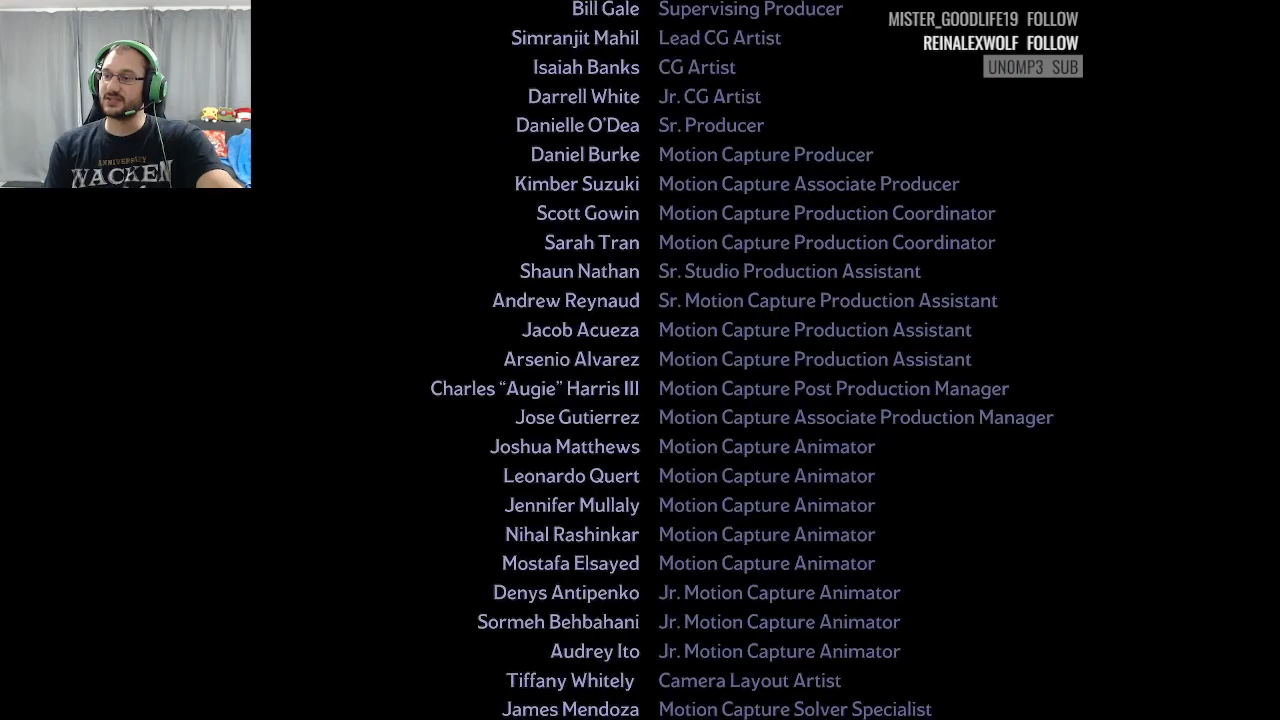 Bill Gale Supervising Producer
MISTER_GOODLIFE19 FOLLOW
Simranjit Mahil Lead CG Artist
REINALEXWOLF FOLLOW
Isaiah Banks CG Artist
UNOMP3 SUB
Darrell White Jr. CG Artist
Danielle O'Dea Sr. Producer
Daniel Burke Motion Capture Producer
ANNIVERSARY
WACKEN
Kimber Suzuki Motion Capture Associate Producer
Scott Gowin Motion Capture Production Coordinator
Sarah Tran Motion Capture Production Coordinator
Shaun Nathan Sr. Studio Production Assistant
Andrew Reynaud Sr. Motion Capture Production Assistant
Jacob Acueza Motion Capture Production Assistant
Arsenio Alvarez Motion Capture Production Assistant
Charles “Augie” Harris III Motion Capture Post Production Manager
Jose Gutierrez Motion Capture Associate Production Manager
Joshua Matthews Motion Capture Animator
Leonardo Quert Motion Capture Animator
Jennifer Mullaly Motion Capture Animator
Nihal Rashinkar Motion Capture Animator
Mostafa Elsayed Motion Capture Animator
Denys Antipenko Jr. Motion Capture Animator
Sormeh Behbahani Jr. Motion Capture Animator
Audrey Ito Jr. Motion Capture Animator
Tiffany Whitely Camera Layout Artist
James Mendoza Motion Capture Solver Specialist